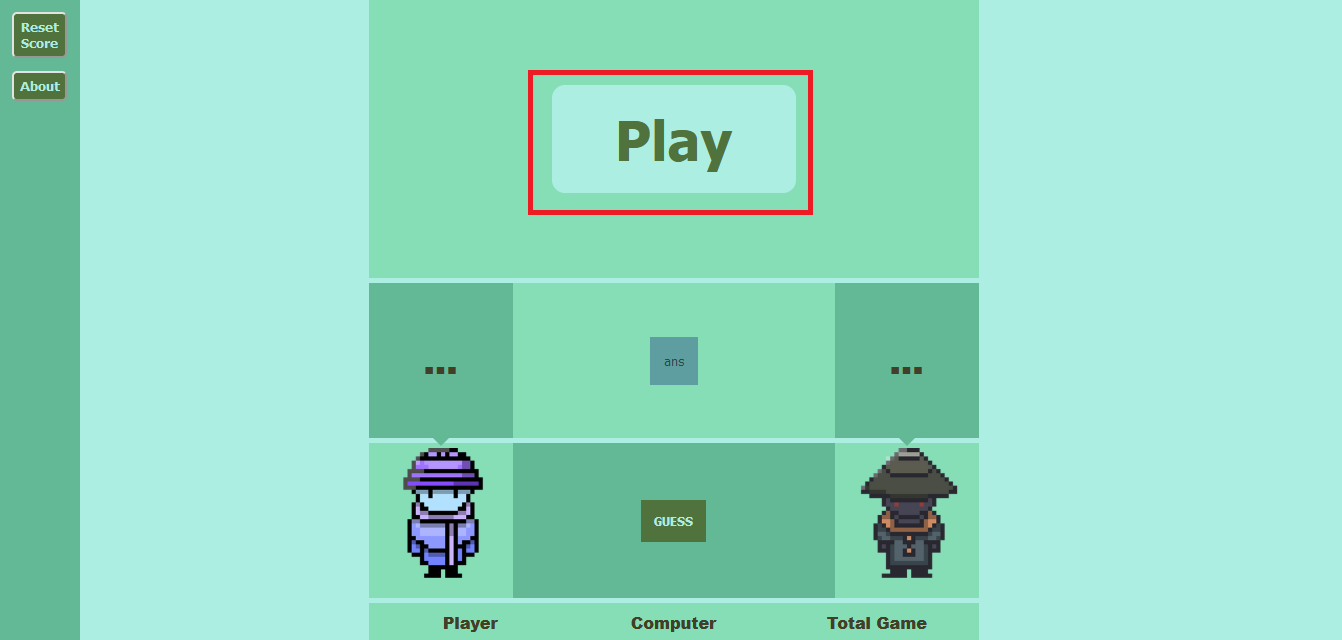 Reset
Score
About
Play
...
ans
...
GUESS
Player Computer Total Game